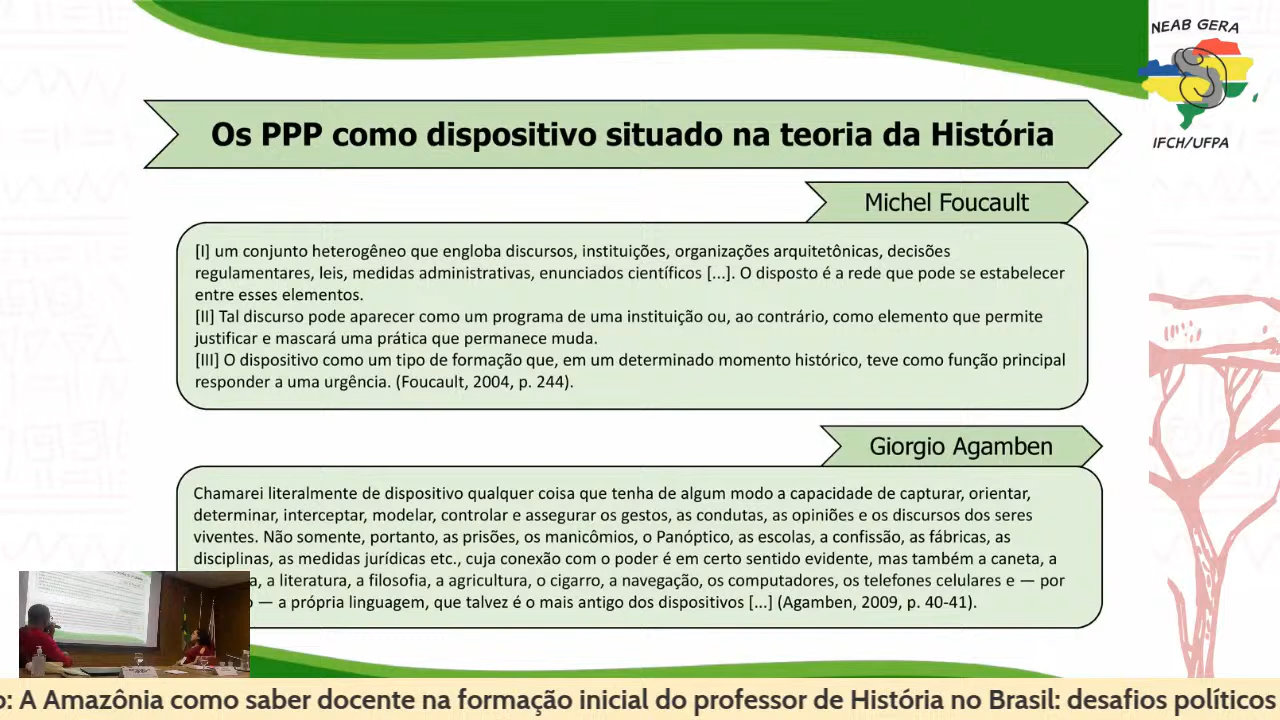 NEAB GERA
IFCH/UFPA
Os PPP como dispositivo situado na teoria da História
Michel Foucault
[I] um conjunto heterogêneo que engloba discursos, instituições, organizações arquitetônicas, decisões
regulamentares, leis, medidas administrativas, enunciados científicos [...]. O disposto é a rede que pode se estabelecer
entre esses elementos.
[II] Tal discurso pode aparecer como um programa de uma instituição ou, ao contrário, como elemento que permite
justificar e mascará uma prática que permanece muda.
[III] O dispositivo como um tipo de formação que, em um determinado momento histórico, teve como função principal
responder a uma urgência. (Foucault, 2004, p. 244).
Giorgio Agamben
Chamarei literalmente de dispositivo qualquer coisa que tenha de algum modo a capacidade de capturar, orientar,
determinar, interceptar, modelar, controlar e assegurar os gestos, as condutas, as opiniões e os discursos dos seres
viventes. Não somente, portanto, as prisões, os manicômios, o Panóptico, as escolas, a confissão, as fábricas, as
disciplinas, as medidas jurídicas etc., cuja conexão com o poder é em certo sentido evidente, mas também a caneta, a
a, a literatura, a filosofia, a agricultura, o cigarro, a navegação, os computadores, os telefones celulares e — por
— a própria linguagem, que talvez é o mais antigo dos dispositivos [...] (Agamben, 2009, p. 40-41).
o: A Amazônia como saber docente na formação inicial do professor de História no Brasil: desafios políticos